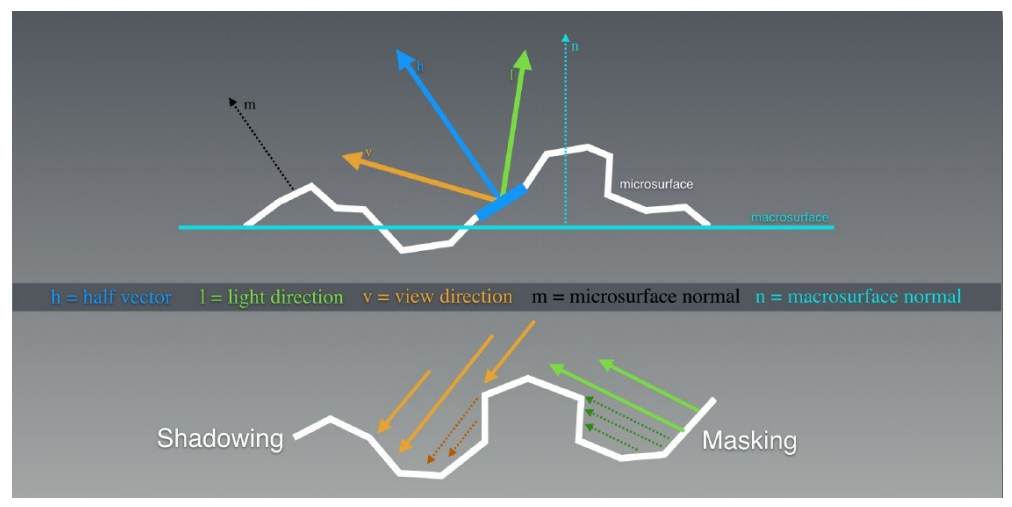 n
h
l
m
v
microsurface
macrosurface
h = half vector l = light direction v = view direction m = microsurface normal n = macrosurface normal
Shadowing
Masking